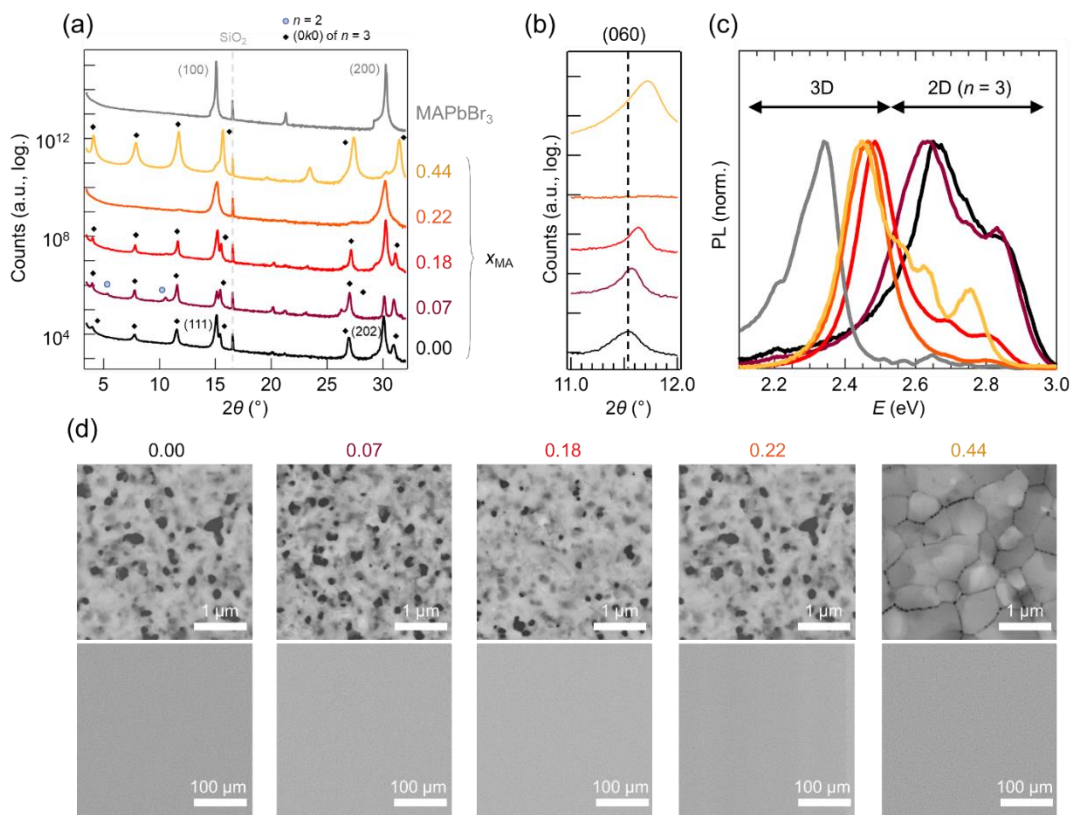 (a)
n = 2
(0k0) of n = 3
SiO₂
(100)
(200)
MAPbBr₃
10¹²
0.44
0.22
10⁸
0.18
x_MA
0.07
(111)
(202)
10⁴
0.00
Counts (a.u., log.)
5
10
15
20
25
30
2θ (°)
(b)
(060)
Counts (a.u., log.)
11.0
12.0
2θ (°)
(c)
3D
2D (n = 3)
PL (norm.)
2.2
2.4
2.6
2.8
3.0
E (eV)
(d)
0.00
0.07
0.18
0.22
0.44
1 µm
1 µm
1 µm
1 µm
1 µm
100 µm
100 µm
100 µm
100 µm
100 µm